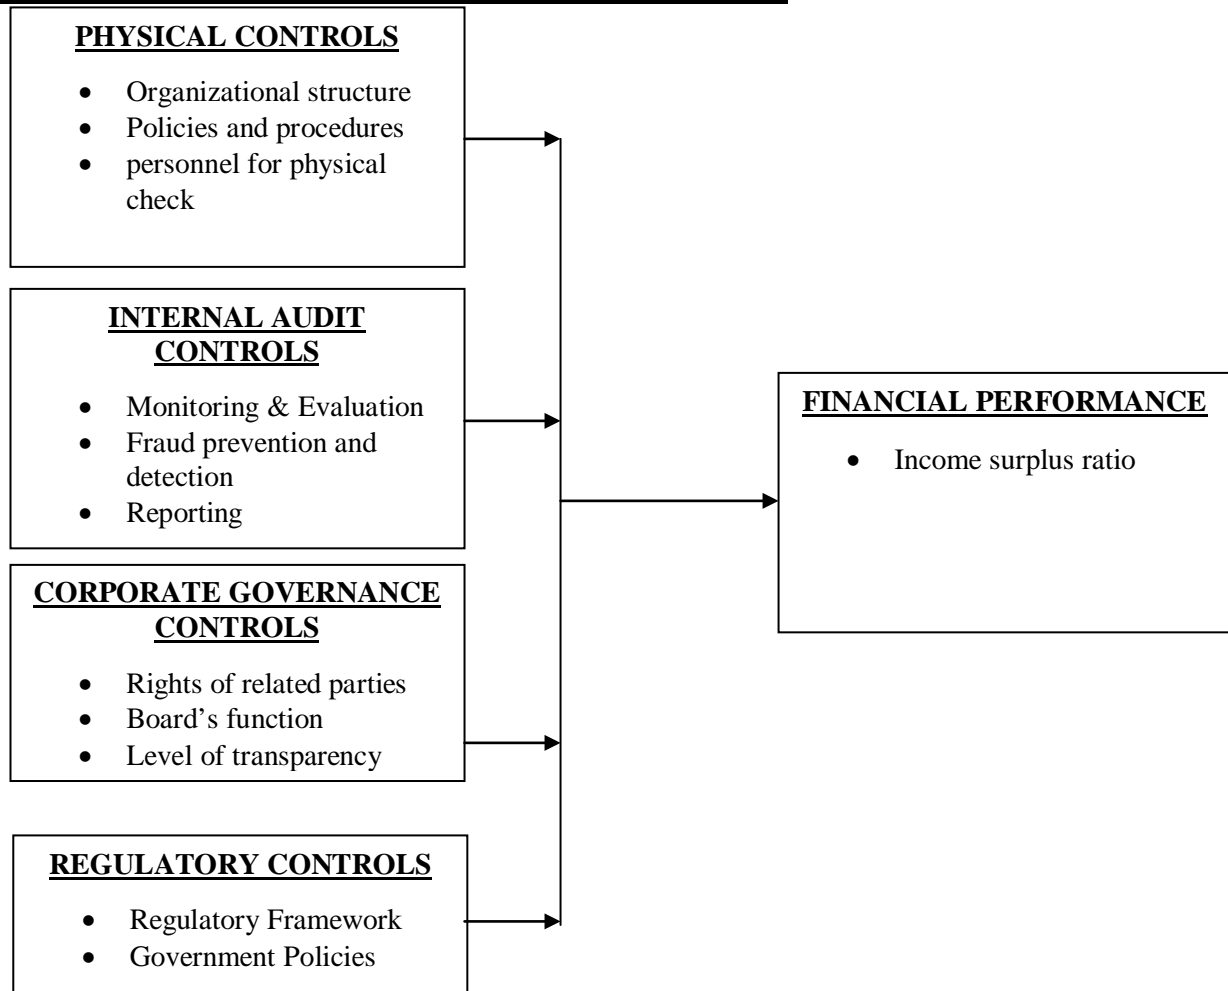 PHYSICAL CONTROLS
• Organizational structure
• Policies and procedures
• personnel for physical
check
INTERNAL AUDIT
CONTROLS
• Monitoring & Evaluation
• Fraud prevention and
detection
• Reporting
CORPORATE GOVERNANCE
CONTROLS
• Rights of related parties
• Board’s function
• Level of transparency
REGULATORY CONTROLS
• Regulatory Framework
• Government Policies
FINANCIAL PERFORMANCE
• Income surplus ratio